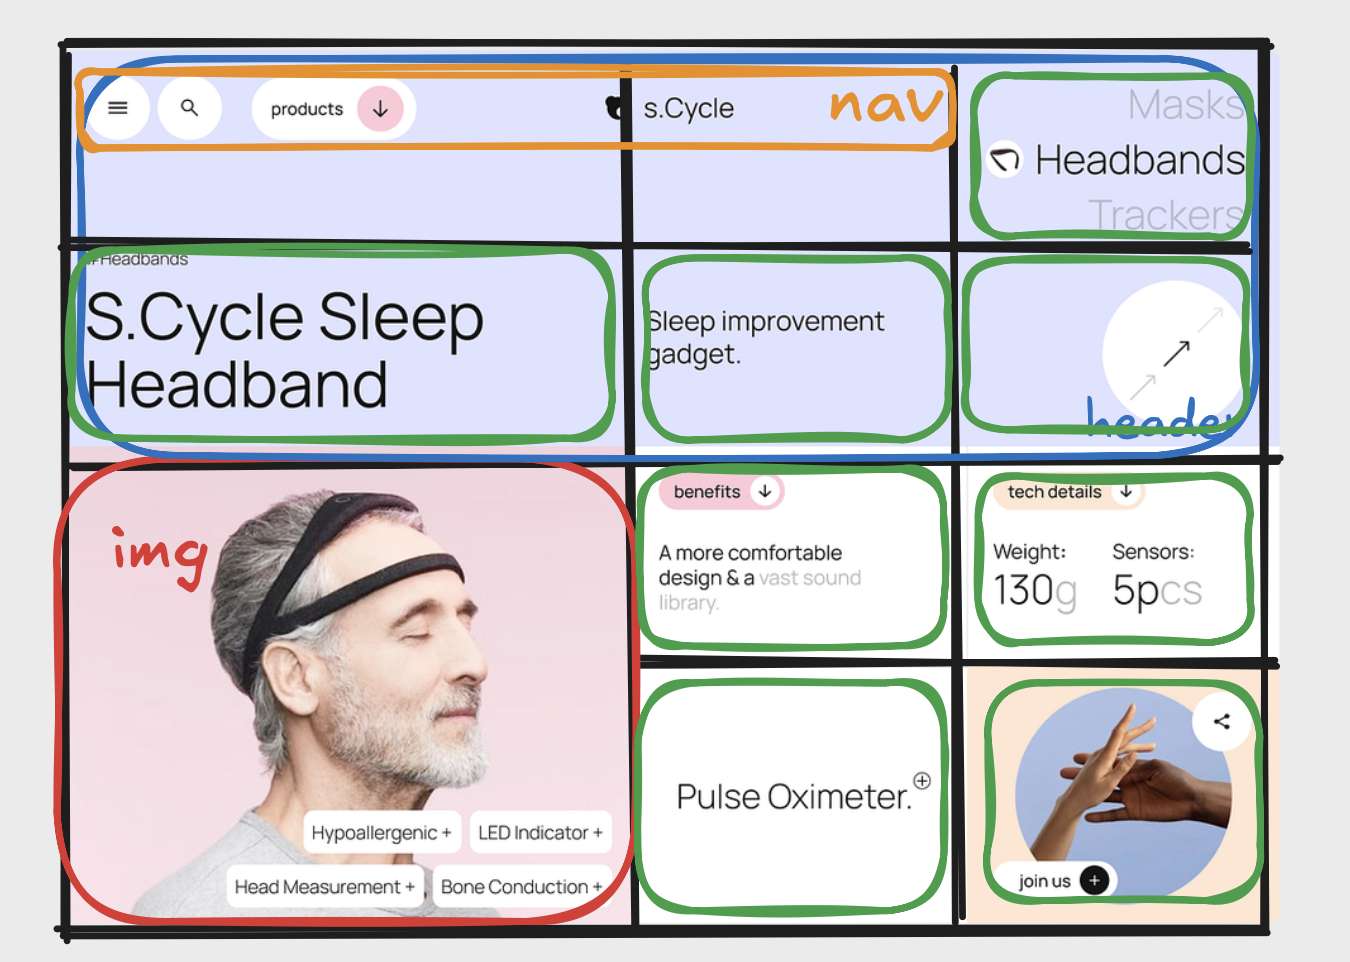 products
s.Cycle
nav
Masks
Headbands
Trackers
#Headbands
S.Cycle Sleep
Headband
Sleep improvement
gadget.
header
img
Hypoallergenic +
LED Indicator +
Head Measurement +
Bone Conduction +
benefits
A more comfortable
design & a vast sound
library.
tech details
Weight:
130g
Sensors:
5pcs
Pulse Oximeter.
join us